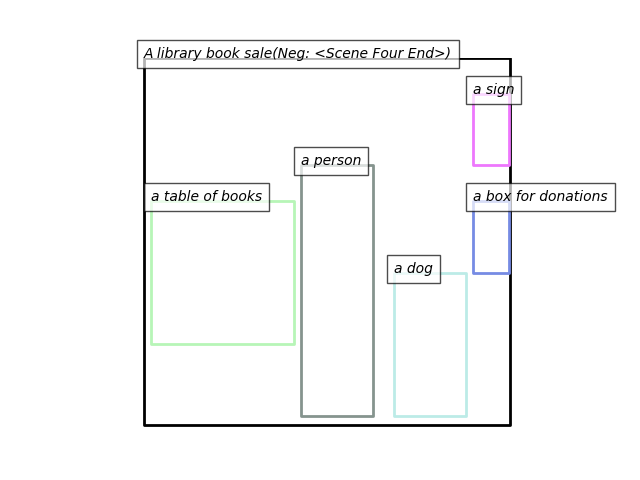 A library book sale(Neg: <Scene Four End>)
a sign
a person
a table of books
a box for donations
a dog